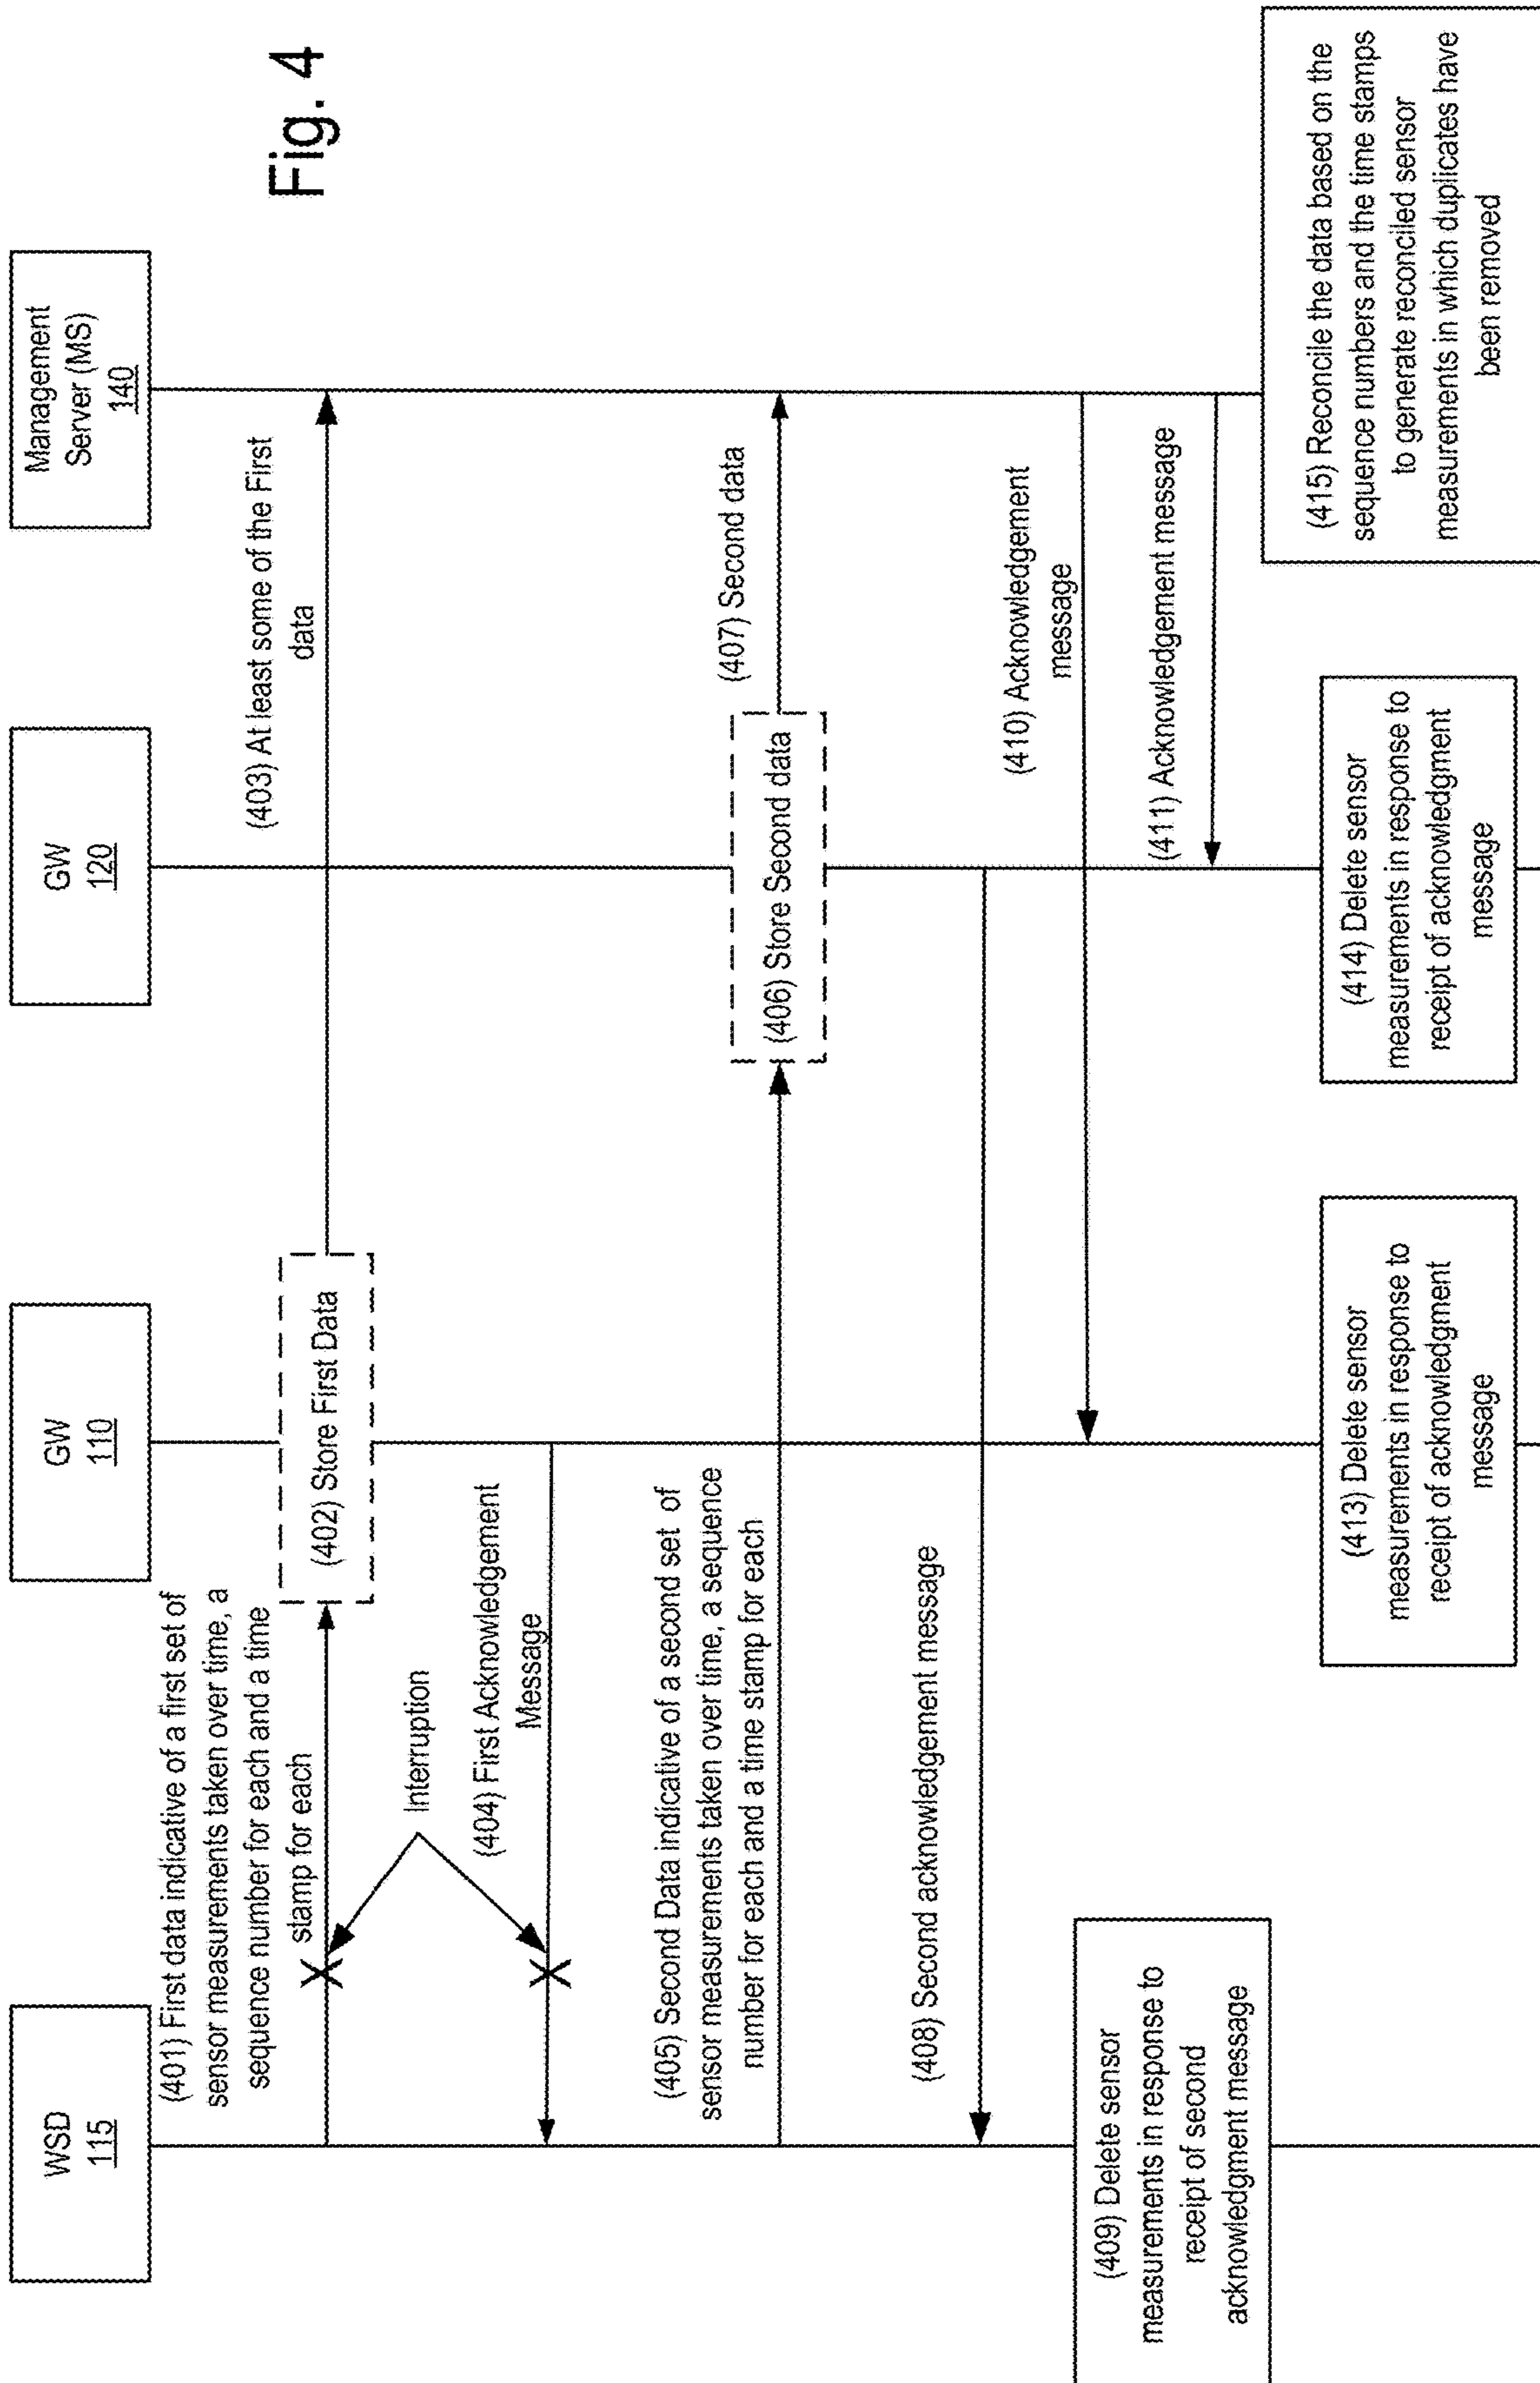 Fig. 4
WSD
115
GW
110
GW
120
Management
Server (MS)
140
(401) First data indicative of a first set of
sensor measurements taken over time, a
sequence number for each and a time
stamp for each
(402) Store First Data
(403) At least some of the First
data
Interruption
X
(404) First Acknowledgement
Message
X
(405) Second Data indicative of a second set of
sensor measurements taken over time, a sequence
number for each and a time stamp for each
(406) Store Second data
(407) Second data
(408) Second acknowledgement message
(409) Delete sensor
measurements in response to
receipt of second
acknowledgment message
(410) Acknowledgement
message
(411) Acknowledgement message
(413) Delete sensor
measurements in response to
receipt of acknowledgment
message
(414) Delete sensor
measurements in response to
receipt of acknowledgment
message
(415) Reconcile the data based on the
sequence numbers and the time stamps
to generate reconciled sensor
measurements in which duplicates have
been removed